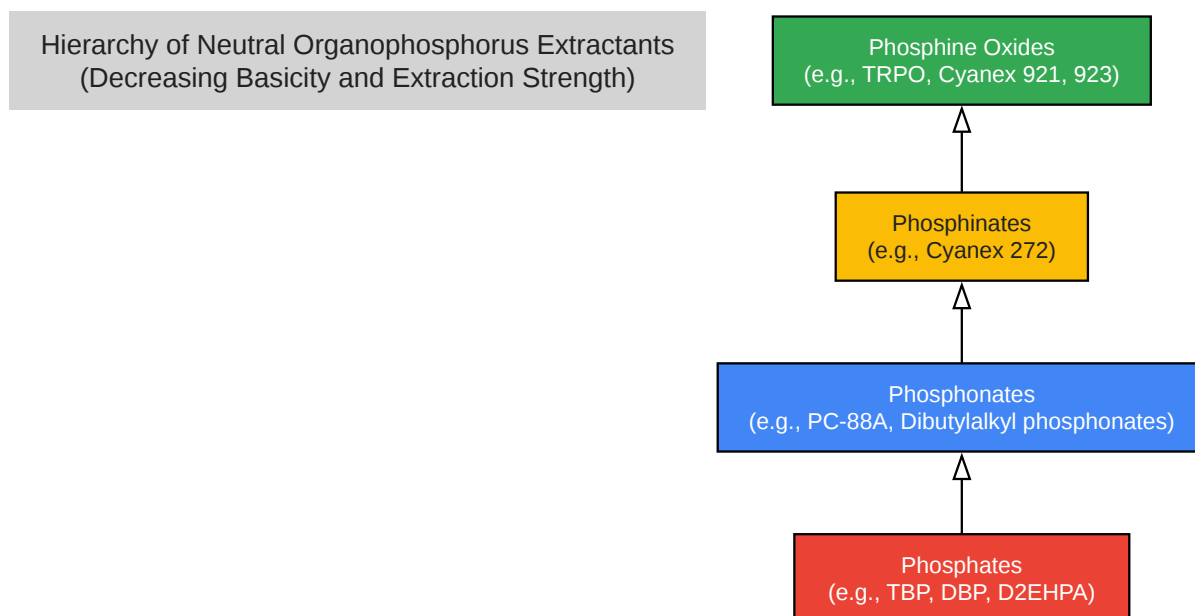 Hierarchy of Neutral Organophosphorus Extractants
(Decreasing Basicity and Extraction Strength)
Phosphine Oxides
(e.g., TRPO, Cyanex 921, 923)
Phosphinates
(e.g., Cyanex 272)
Phosphonates
(e.g., PC-88A, Dibutylalkyl phosphonates)
Phosphates
(e.g., TBP, DBP, D2EHPA)